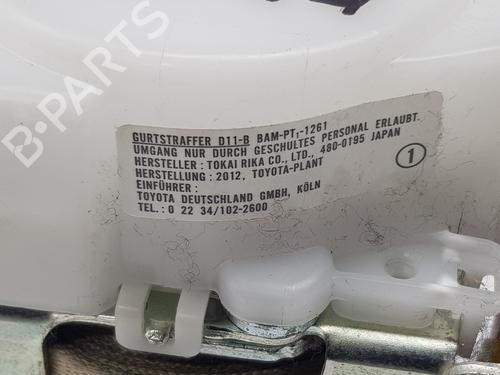 GURTSTRAFFER D11-B BAM-PT₁-1261
UMGANG NUR DURCH GESCHULTES PERSONAL ERLAUBT.
HERSTELLER : TOKAI RIKA CO., LTD., 480-0195 JAPAN
HERSTELLUNG : 2012, TOYOTA-PLANT
EINFÜHRER :
TOYOTA DEUTSCHLAND GMBH, KÖLN
TEL. : 0 22 34/102-2600
1
B-PARTS